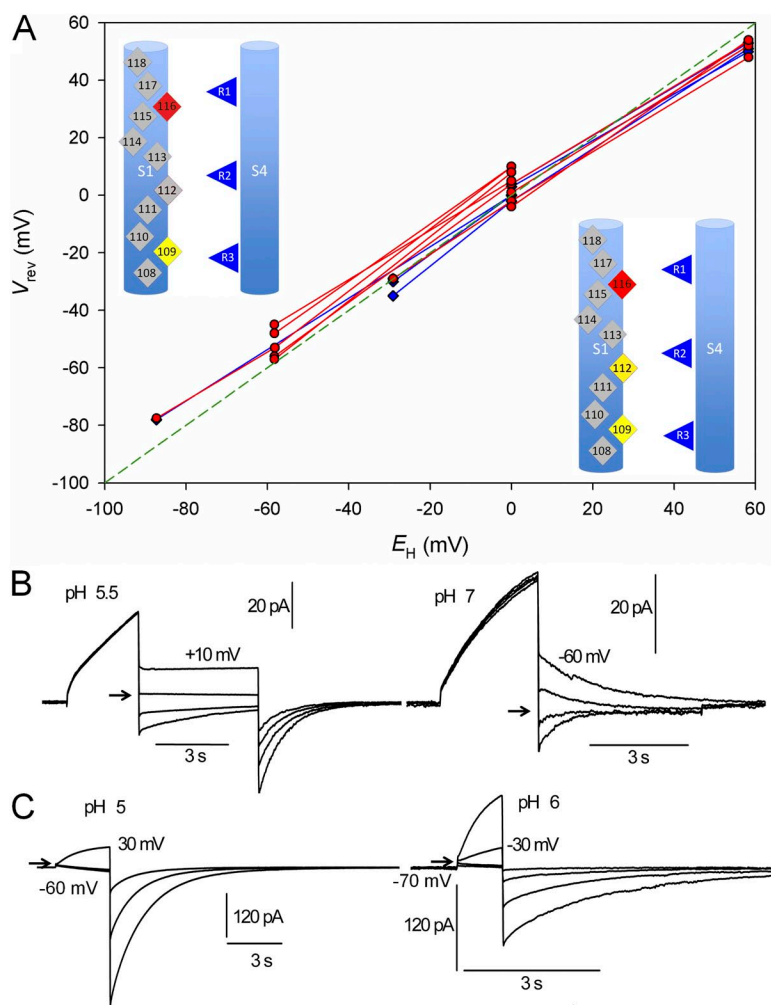 A
60
40
20
0
-20
-40
-60
-80
-100
V_rev (mV)
-100 -80 -60 -40 -20 0 20 40 60
E_H (mV)
118
117
116
115
114
113
S1
112
111
110
109
108
R1
R2
R3
S4
118
117
116
115
114
113
S1
112
111
110
109
108
R1
R2
R3
S4
B
pH 5.5
20 pA
+10 mV
3 s
pH 7
20 pA
-60 mV
3 s
C
pH 5
30 mV
-60 mV
120 pA
3 s
pH 6
-30 mV
-70 mV
120 pA
3 s